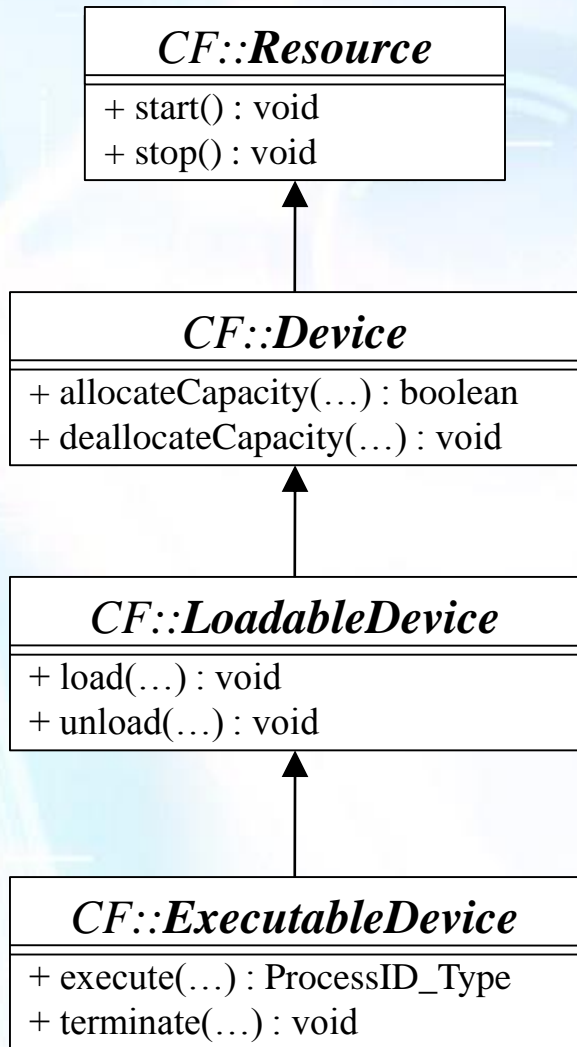 CF::Resource
+ start() : void
+ stop() : void
CF::Device
+ allocateCapacity(…) : boolean
+ deallocateCapacity(…) : void
CF::LoadableDevice
+ load(…) : void
+ unload(…) : void
CF::ExecutableDevice
+ execute(…) : ProcessID_Type
+ terminate(…) : void